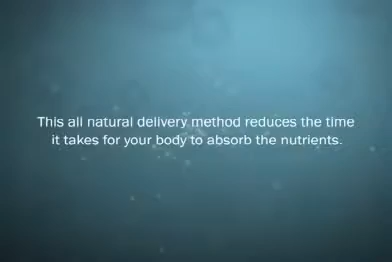 This all natural delivery method reduces the time
it takes for your body to absorb the nutrients.